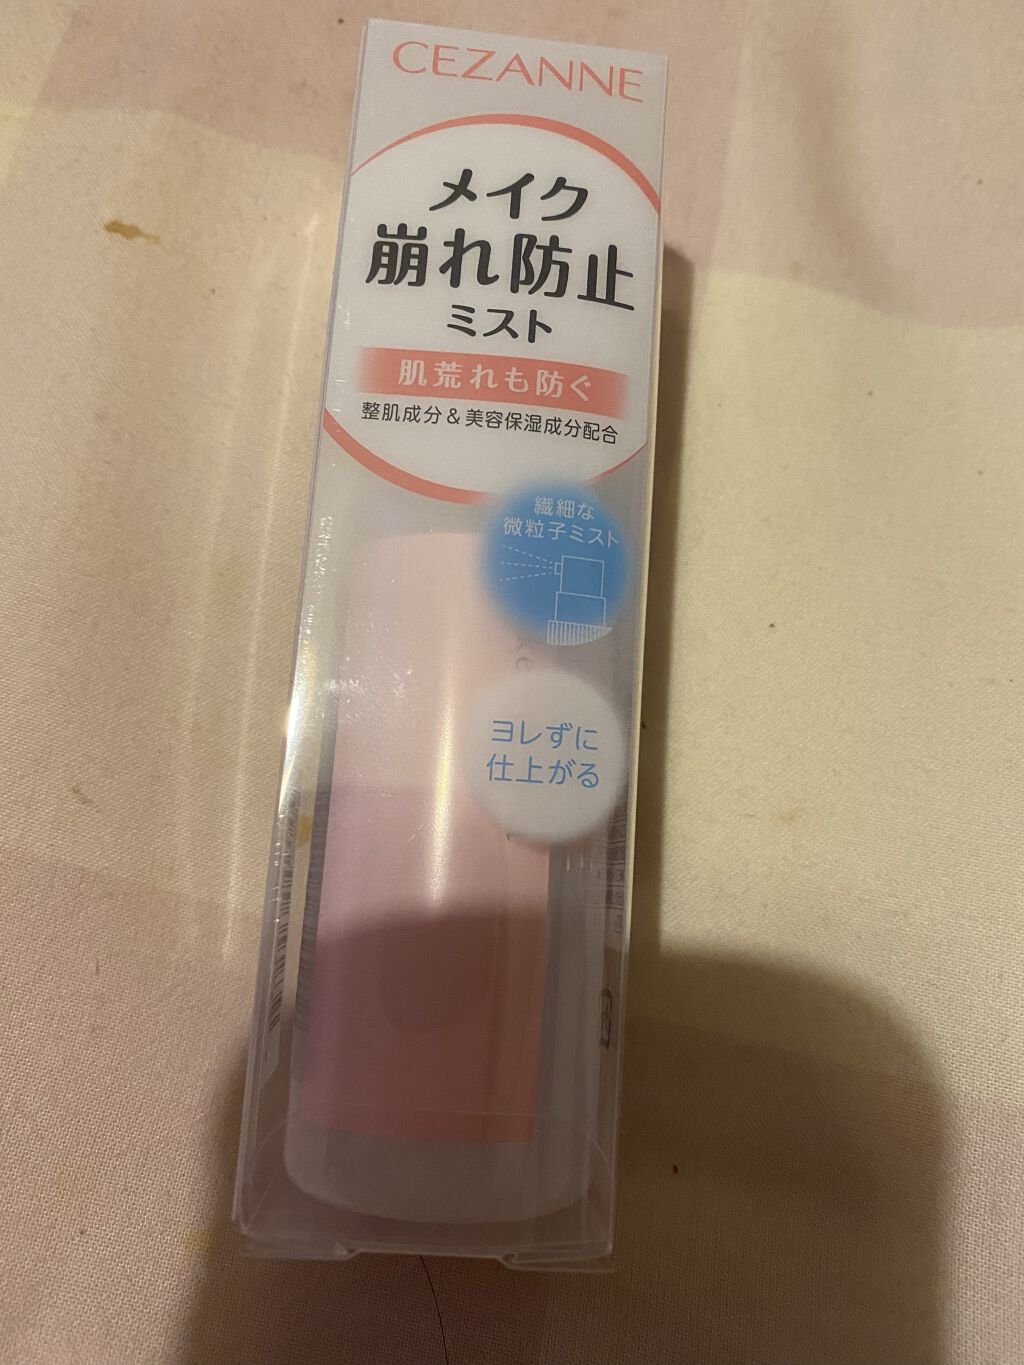 CEZANNE
メイク
崩れ防止
ミスト
肌荒れも防ぐ
整肌成分＆美容保湿成分配合
繊細な
微粒子ミスト
ヨレずに
仕上がる